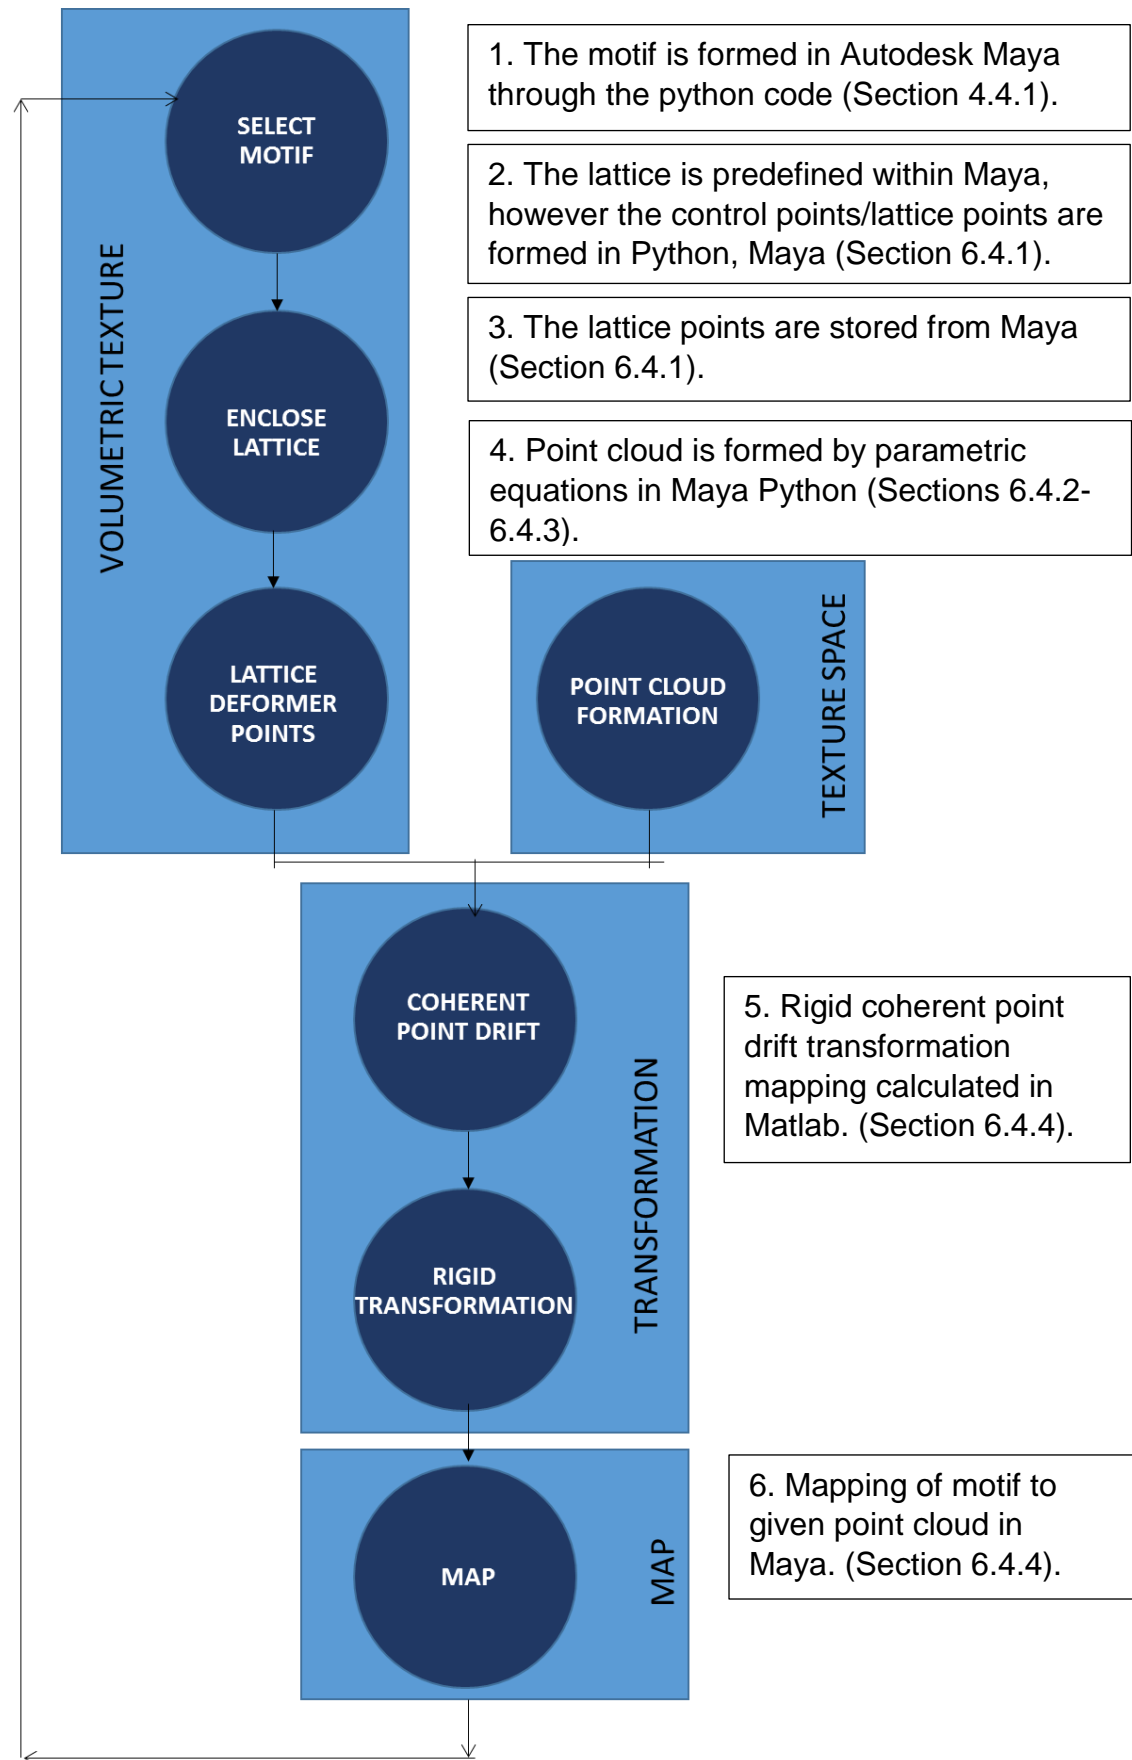 SELECT
MOTIF
ENCLOSE
LATTICE
LATTICE
DEFORMER
POINTS
VOLUMETRIC TEXTURE
1. The motif is formed in Autodesk Maya
through the python code (Section 4.4.1).
2. The lattice is predefined within Maya,
however the control points/lattice points are
formed in Python, Maya (Section 6.4.1).
3. The lattice points are stored from Maya
(Section 6.4.1).
4. Point cloud is formed by parametric
equations in Maya Python (Sections 6.4.2-
6.4.3).
POINT CLOUD
FORMATION
TEXTURE SPACE
COHERENT
POINT DRIFT
RIGID
TRANSFORMATION
TRANSFORMATION
5. Rigid coherent point
drift transformation
mapping calculated in
Matlab. (Section 6.4.4).
MAP
MAP
6. Mapping of motif to
given point cloud in
Maya. (Section 6.4.4).